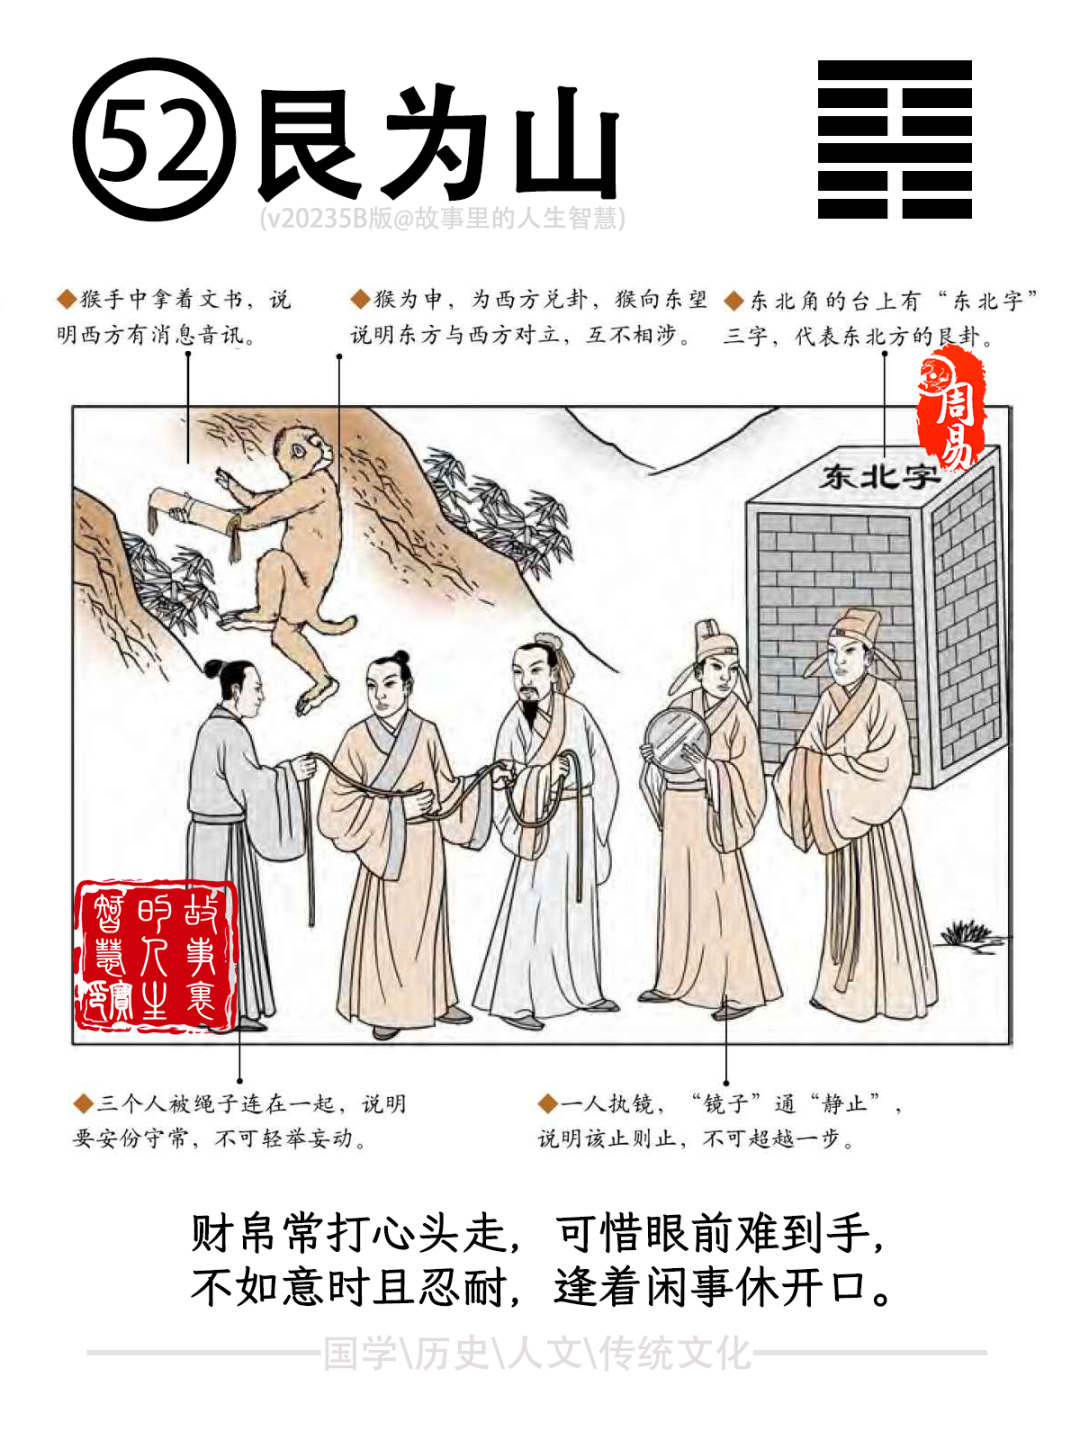 52 艮为山
(v20235B版@故事里的人生智慧)
◆猴手中拿着文书，说
明西方有消息音讯。
◆猴为申，为西方兑卦，猴向东望
说明东方与西方对立，互不相涉。
◆东北角的台上有“东北字”
三字，代表东北方的艮卦。
周易
东北字
故事裏
的人生
智慧
◆三个人被绳子连在一起，说明
要安份守常，不可轻举妄动。
◆一人执镜，“镜子”通“静止”，
说明该止则止，不可超越一步。
财帛常打心头走，可惜眼前难到手，
不如意时且忍耐，逢着闲事休开口。
国学\历史\人文\传统文化